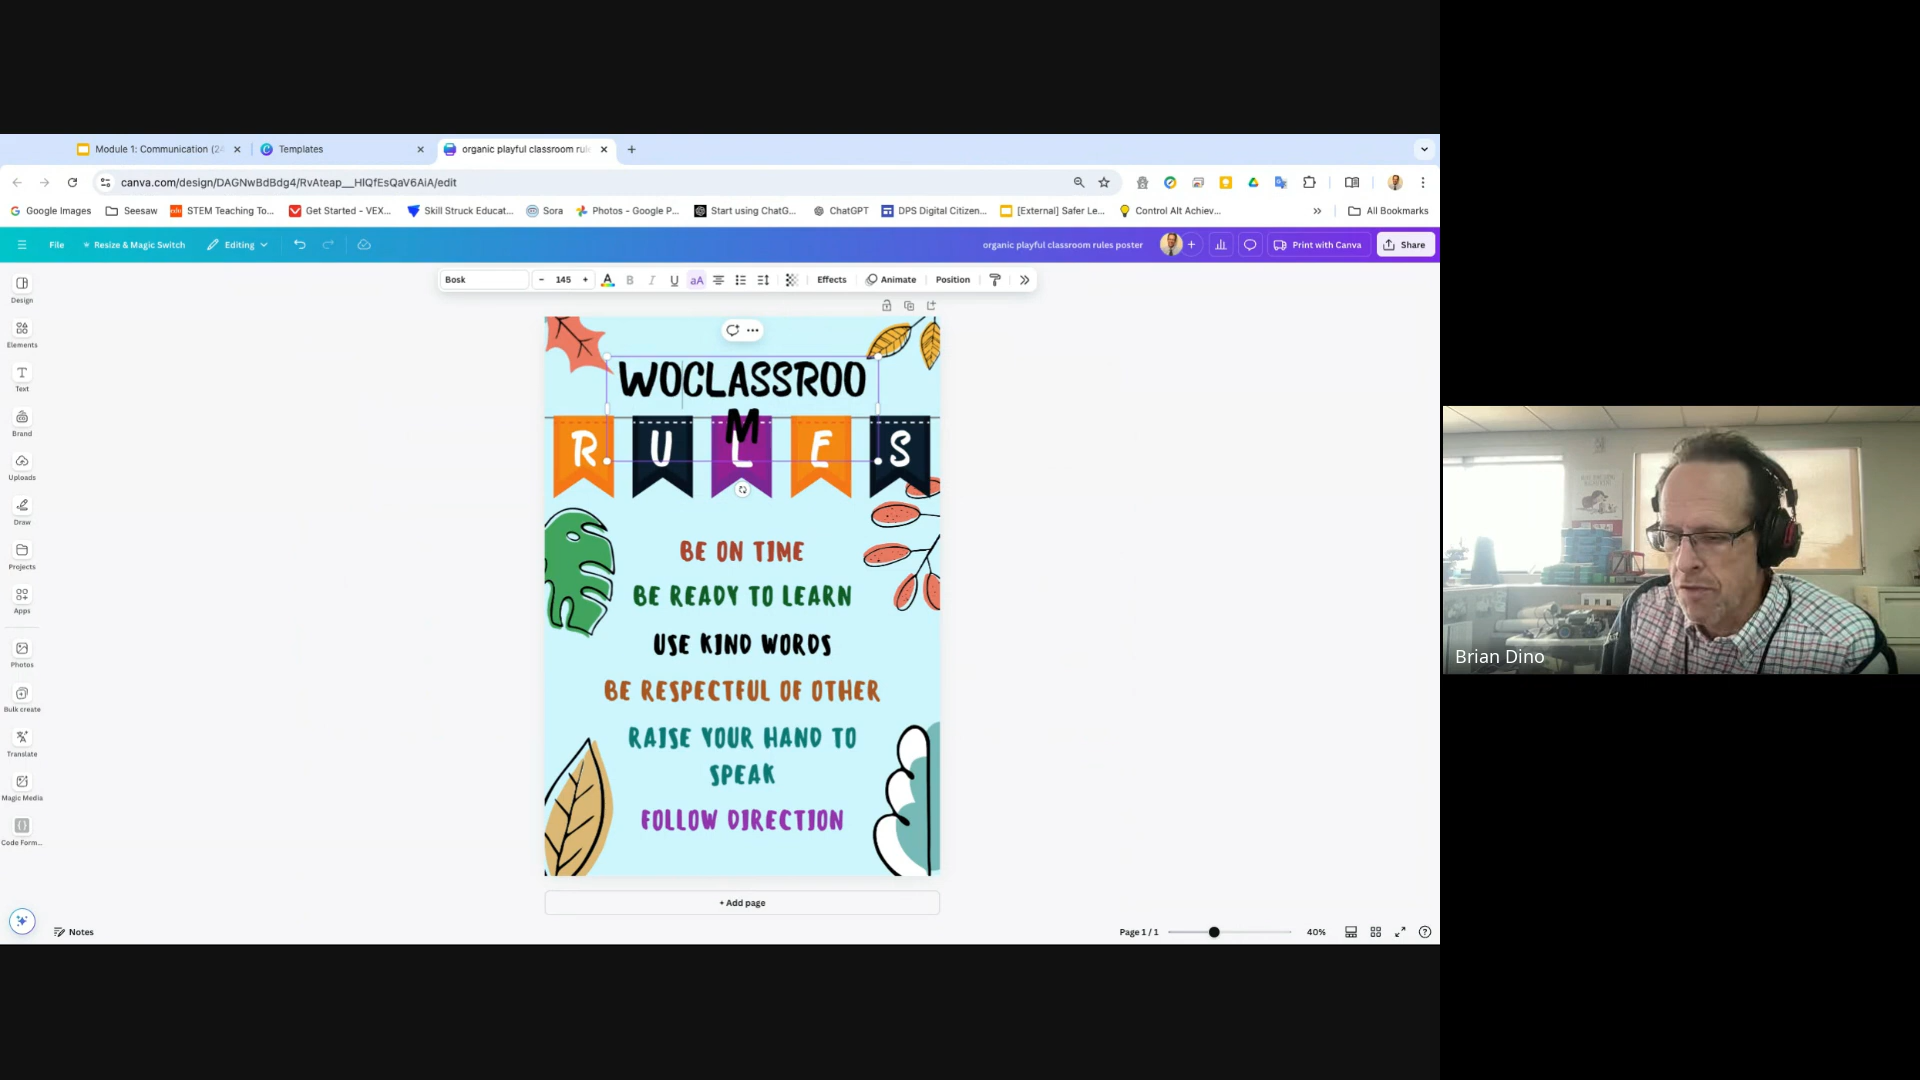 Module 1: Communication (24
Templates
organic playful classroom rul
canva.com/design/DAGNwBdBdg4/RvAteap__HIQfEsQaV6AiA/edit
Google Images
Seesaw
STEM Teaching To...
Get Started - VEX...
Skill Struck Educat...
Sora
Photos - Google P...
Start using ChatG...
ChatGPT
DPS Digital Citizen...
[External] Safer Le...
Control Alt Achiev...
All Bookmarks
File
Resize & Magic Switch
Editing
organic playful classroom rules poster
Print with Canva
Share
Bosk
– 145 +
A B I U aA
Effects
Animate
Position
Design
Elements
Text
Brand
Uploads
Draw
Projects
Apps
Photos
Bulk create
Translate
Magic Media
Code Form...
WOCLASSROO
M
RULES
BE ON TIME
BE READY TO LEARN
USE KIND WORDS
BE RESPECTFUL OF OTHER
RAISE YOUR HAND TO
SPEAK
FOLLOW DIRECTION
+ Add page
Notes
Page 1 / 1
40%
Brian Dino